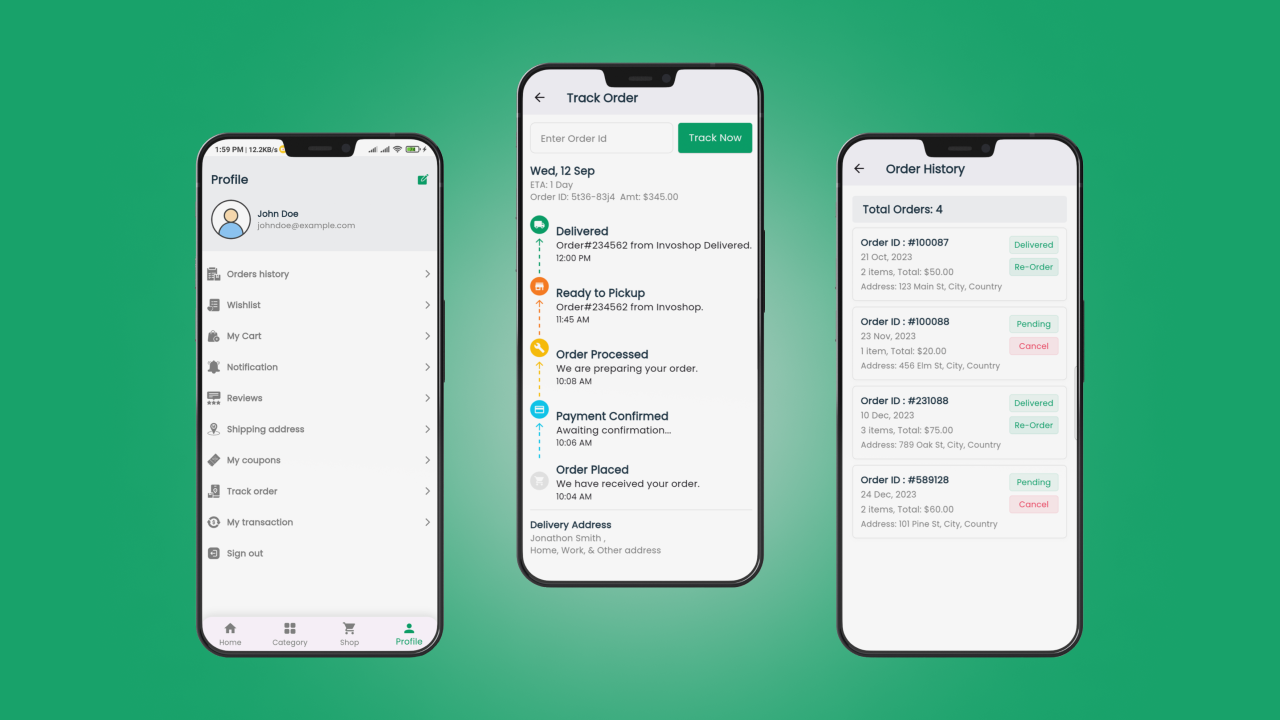 1:59 PM | 12.2KB/s
Profile
John Doe
johndoe@example.com
Orders history
Wishlist
My Cart
Notification
Reviews
Shipping address
My coupons
Track order
My transaction
Sign out
Home Category Shop Profile
Track Order
Enter Order Id Track Now
Wed, 12 Sep
ETA: 1 Day
Order ID: 5t36-83j4 Amt: $345.00
Delivered
Order#234562 from Invoshop Delivered.
12:00 PM
Ready to Pickup
Order#234562 from Invoshop.
11:45 AM
Order Processed
We are preparing your order.
10:08 AM
Payment Confirmed
Awaiting confirmation...
10:06 AM
Order Placed
We have received your order.
10:04 AM
Delivery Address
Jonathon Smith ,
Home, Work, & Other address
Order History
Total Orders: 4
Order ID : #100087 Delivered
21 Oct, 2023
2 items, Total: $50.00 Re-Order
Address: 123 Main St, City, Country
Order ID : #100088 Pending
23 Nov, 2023
1 item, Total: $20.00 Cancel
Address: 456 Elm St, City, Country
Order ID : #231088 Delivered
10 Dec, 2023
3 items, Total: $75.00 Re-Order
Address: 789 Oak St, City, Country
Order ID : #589128 Pending
24 Dec, 2023
2 items, Total: $60.00 Cancel
Address: 101 Pine St, City, Country